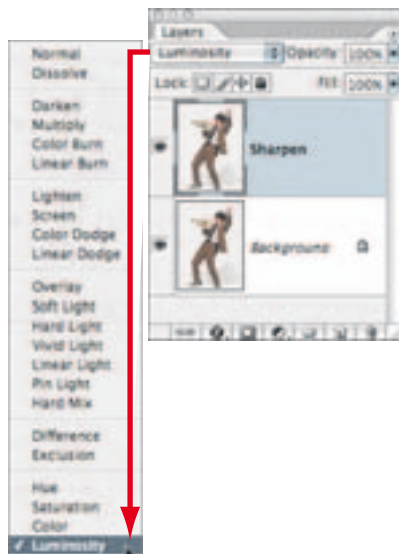 Normal
Dissolve
Darken
Multiply
Color Burn
Linear Burn
Lighten
Screen
Color Dodge
Linear Dodge
Overlay
Soft Light
Hard Light
Vivid Light
Linear Light
Pin Light
Hard Mix
Difference
Exclusion
Hue
Saturation
Color
✓ Luminosity
Layers
Luminosity Opacity: 100%
Lock: Fill: 100%
Sharpen
Background